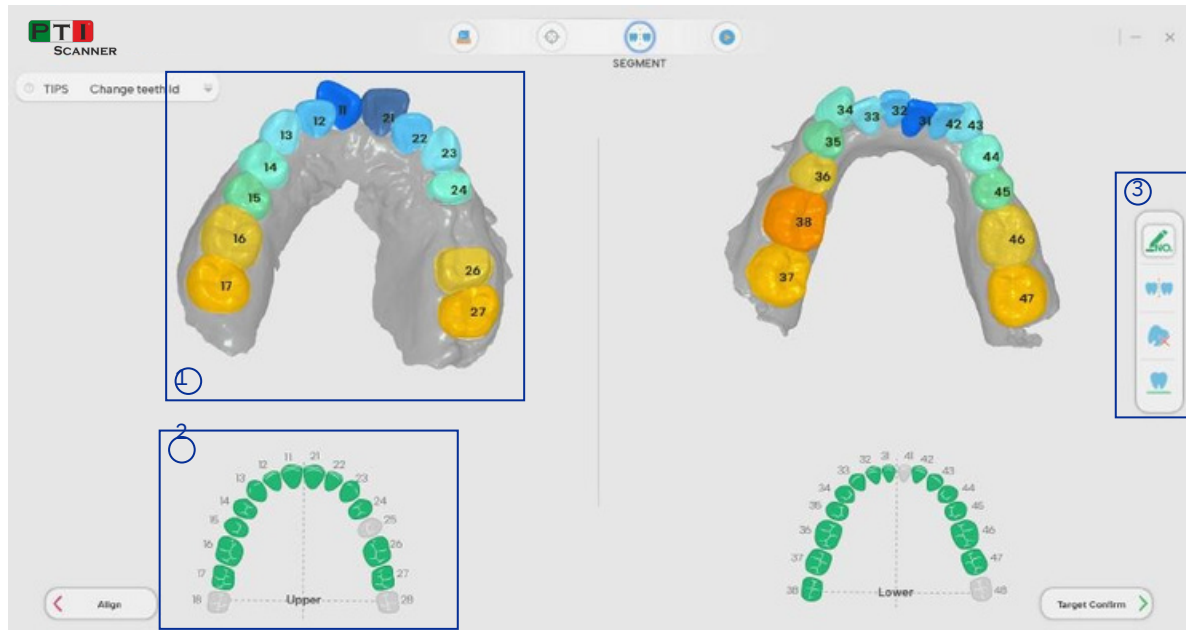 PTI
SCANNER
SEGMENT
TIPS Change teeth id
11 21
12 22
13 23
14 24
15
16 26
17 27
1
34 33 32 31 42 43
35 44
36 45
38 46
37 47
3
NO.
2
11 21
12 22
13 23
14 24
15 25
16 26
17 27
18 Upper 28
32 31 41 42
33 43
34 44
35 45
36 46
37 47
38 Lower 48
Align
Target Confirm